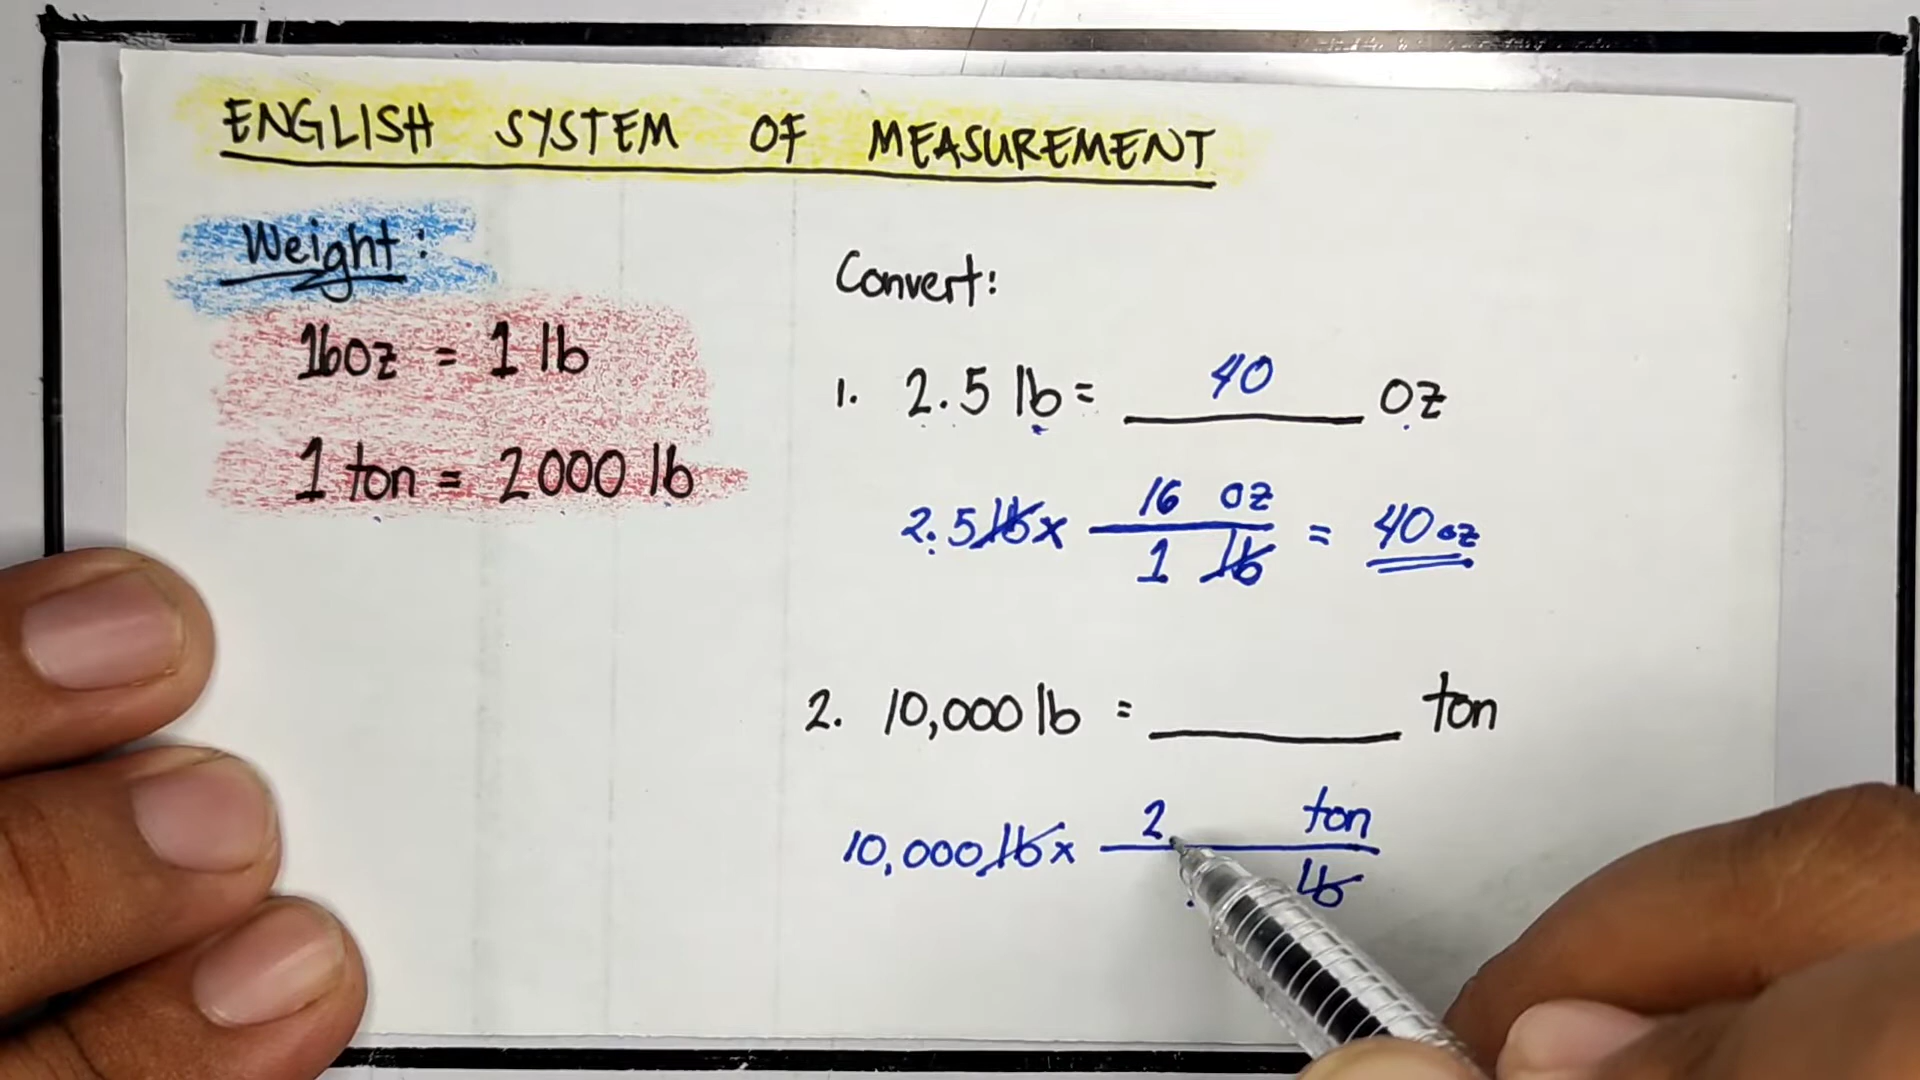 ENGLISH SYSTEM OF MEASUREMENT
Weight:
16oz = 1 lb
1 ton = 2000 lb
Convert:
1. 2.5 lb = 40 oz
2.5 lb x 16 oz / 1 lb = 40 oz
2. 10,000 lb = ________ ton
10,000 lb x 2 ton
lb